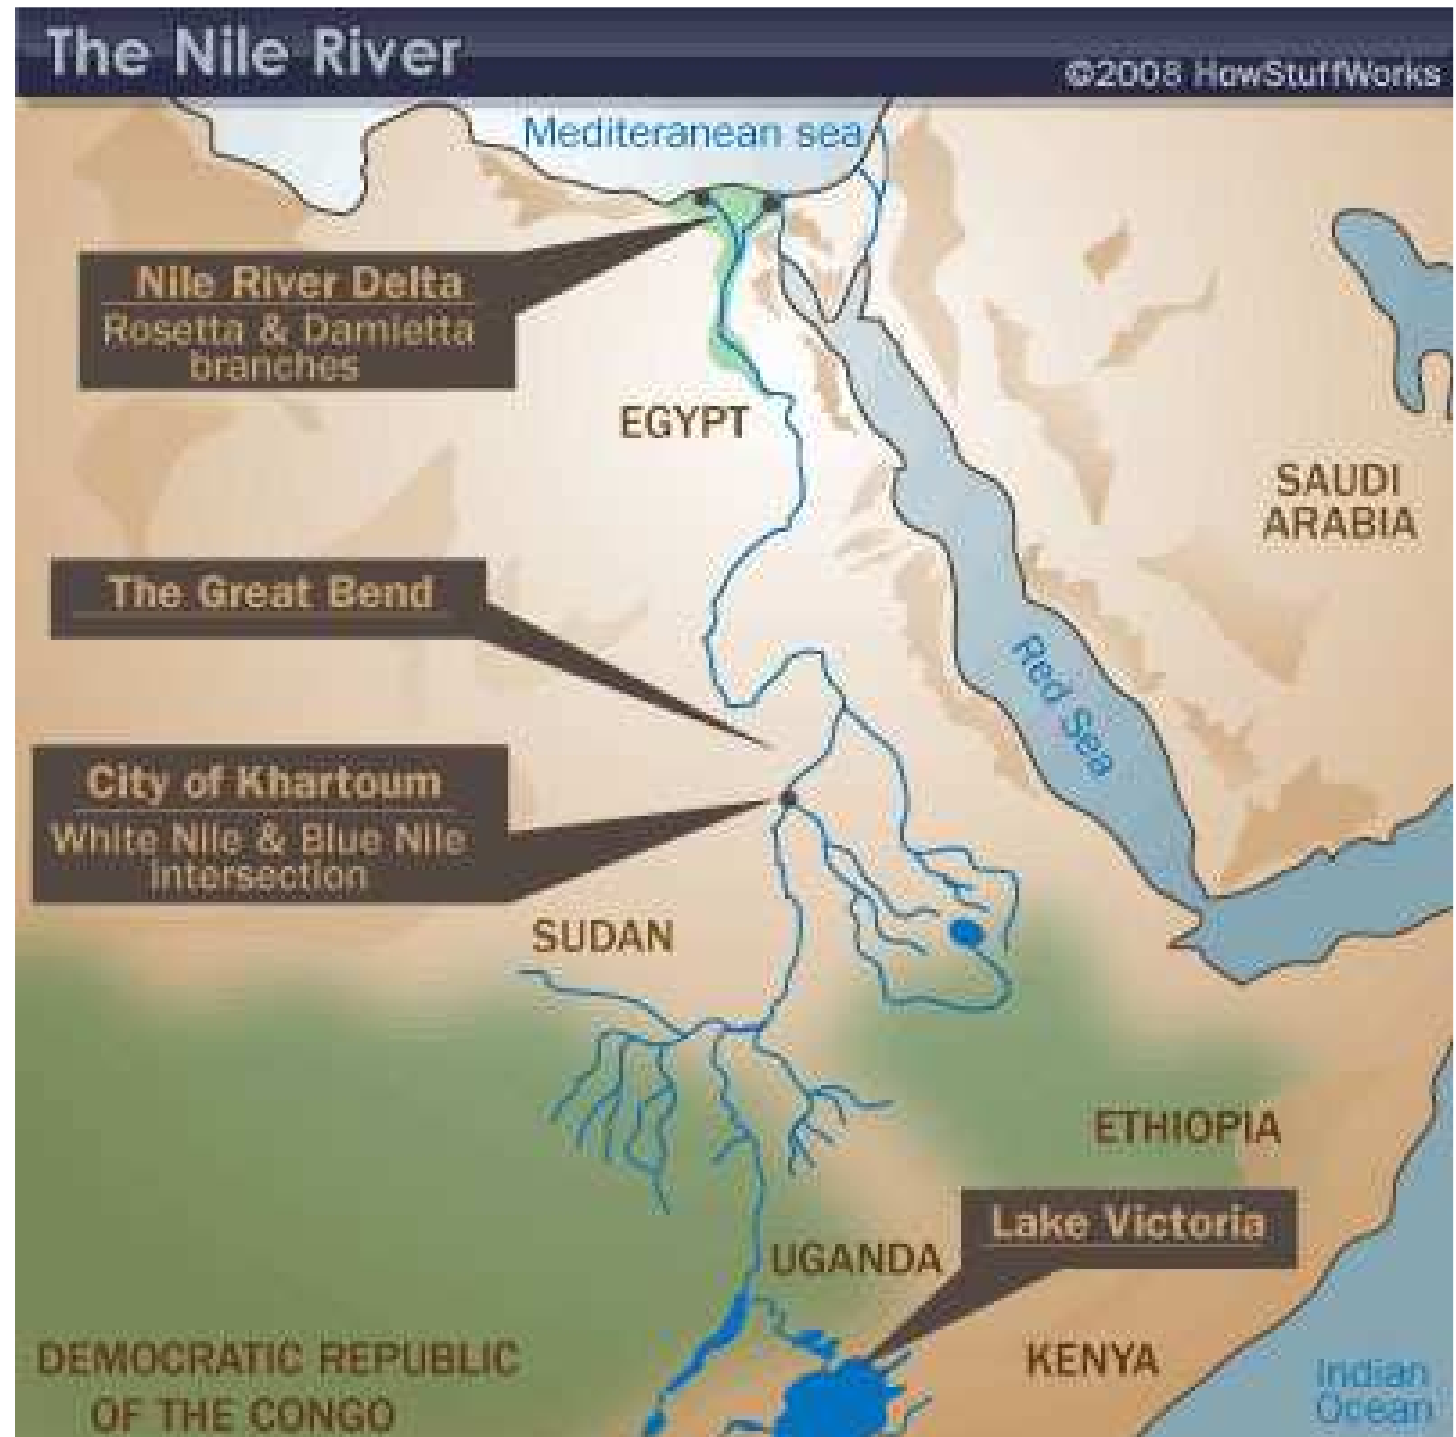 The Nile River
©2008 HowStuffWorks
Mediteranean sea
Nile River Delta
Rosetta & Damietta
branches
EGYPT
SAUDI
ARABIA
The Great Bend
Red Sea
City of Khartoum
White Nile & Blue Nile
intersection
SUDAN
ETHIOPIA
Lake Victoria
UGANDA
DEMOCRATIC REPUBLIC
OF THE CONGO
KENYA
Indian
Ocean